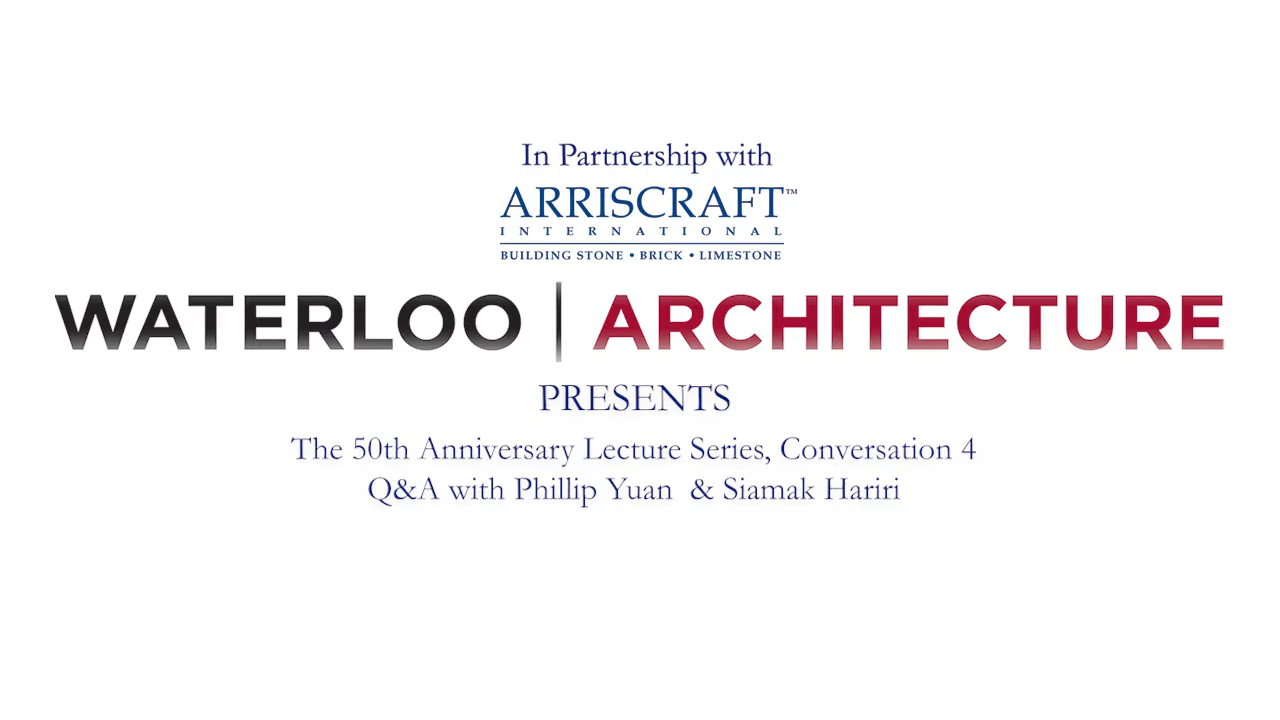 In Partnership with
ARRISCRAFT™
INTERNATIONAL
BUILDING STONE • BRICK • LIMESTONE
WATERLOO | ARCHITECTURE
PRESENTS
The 50th Anniversary Lecture Series, Conversation 4
Q&A with Phillip Yuan & Siamak Hariri